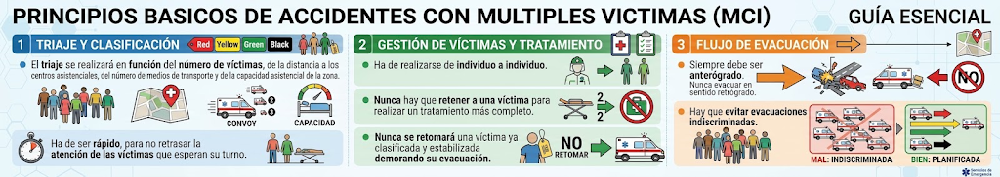 PRINCIPIOS BASICOS DE ACCIDENTES CON MULTIPLES VICTIMAS (MCI)
GUÍA ESENCIAL
1 TRIAJE Y CLASIFICACIÓN
Red Yellow Green Black
El triaje se realizará en función del número de víctimas, de la distancia a los
centros asistenciales, del número de medios de transporte y de la capacidad asistencial de la zona.
CONVOY
CAPACIDAD
Ha de ser rápido, para no retrasar la
atención de las víctimas que esperan su turno.
2 GESTIÓN DE VÍCTIMAS Y TRATAMIENTO
Ha de realizarse de individuo a individuo.
Nunca hay que retener a una víctima para
realizar un tratamiento más completo.
2
2
Nunca se retomará una víctima ya
clasificada y estabilizada
demorando su evacuación.
NO
RETOMAR
3 FLUJO DE EVACUACIÓN
Siempre debe ser
anterógrado.
Nunca evacuar en
sentido retrógrado.
NO
Hay que evitar evacuaciones
indiscriminadas.
MAL: INDISCRIMINADA
BIEN: PLANIFICADA
Servicios de
Emergencia